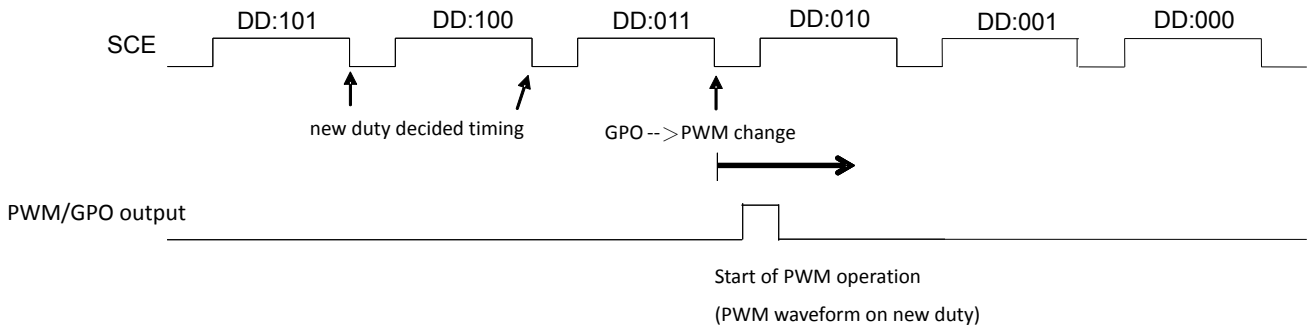 DD:101 DD:100 DD:011 DD:010 DD:001 DD:000
SCE
new duty decided timing
GPO -->PWM change
PWM/GPO output
Start of PWM operation
(PWM waveform on new duty)